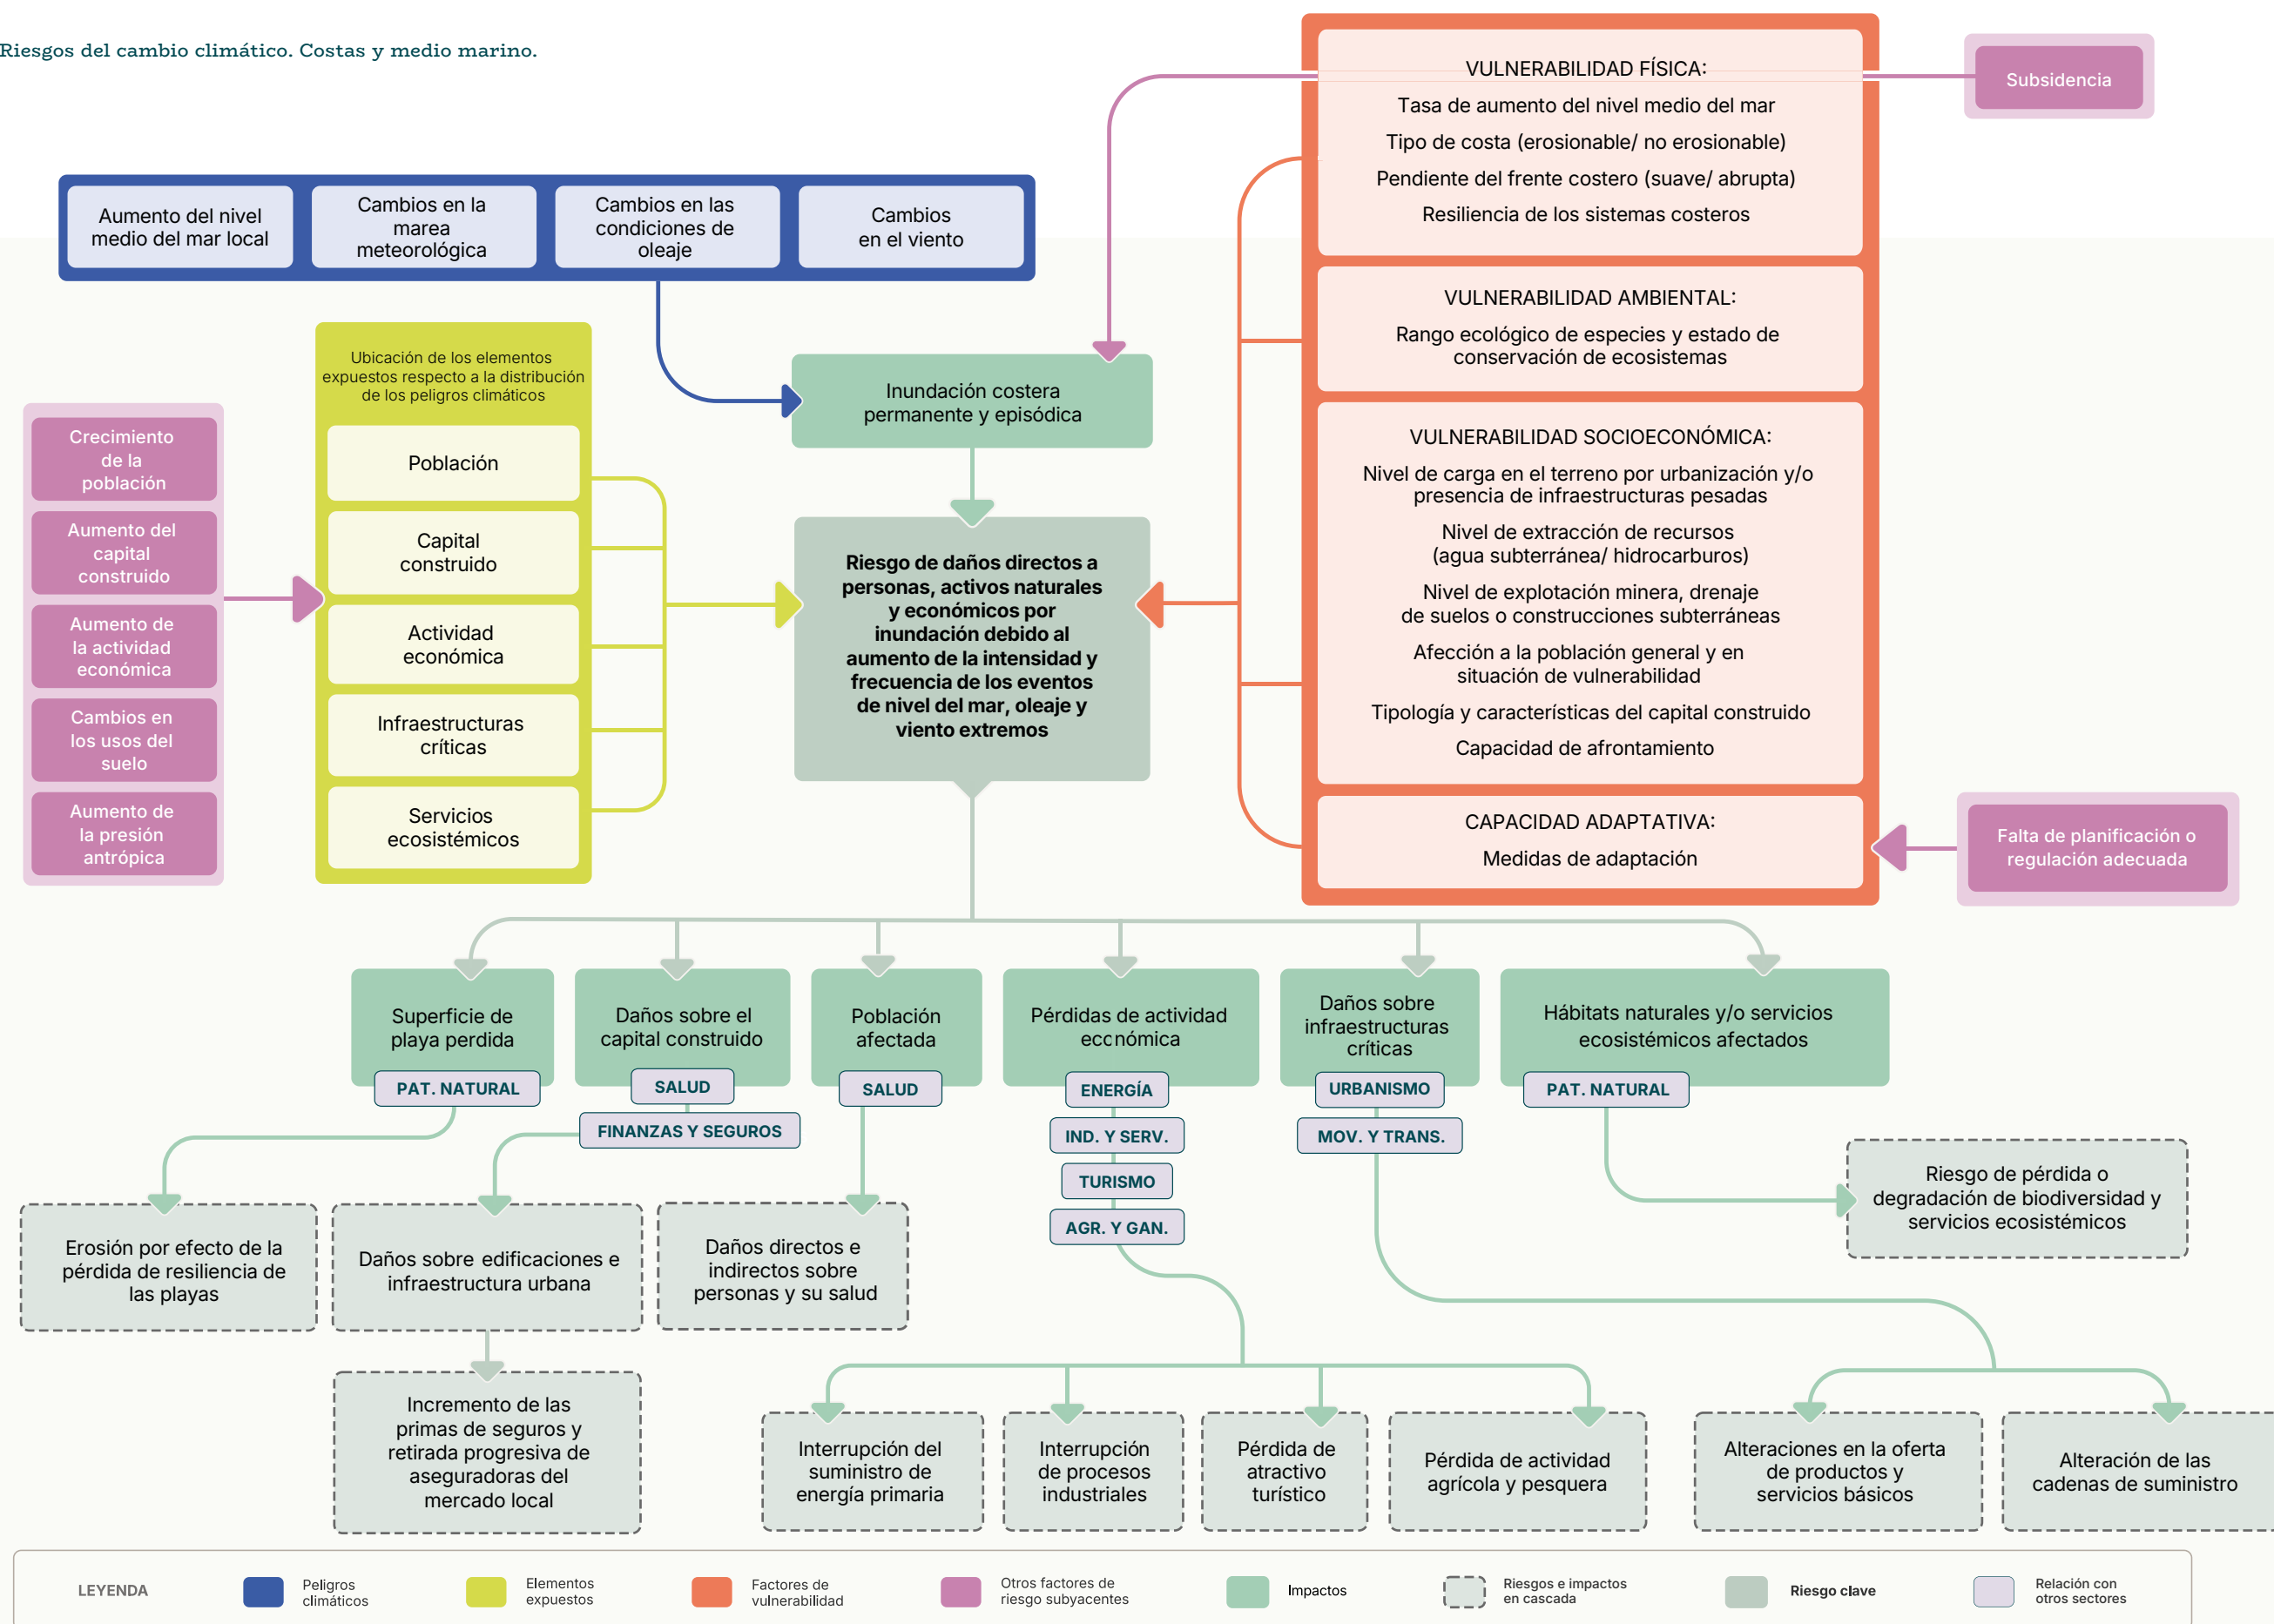 Riesgos del cambio climático. Costas y medio marino.
Subsidencia
VULNERABILIDAD FÍSICA:
Tasa de aumento del nivel medio del mar
Tipo de costa (erosionable/ no erosionable)
Pendiente del frente costero (suave/ abrupta)
Resiliencia de los sistemas costeros
Aumento del nivel
medio del mar local
Cambios en la
marea
meteorológica
Cambios en las
condiciones de
oleaje
Cambios
en el viento
VULNERABILIDAD AMBIENTAL:
Rango ecológico de especies y estado de
conservación de ecosistemas
Ubicación de los elementos
expuestos respecto a la distribución
de los peligros climáticos
Población
Capital
construido
Actividad
económica
Infraestructuras
críticas
Servicios
ecosistémicos
Crecimiento
de la
población
Aumento del
capital
construido
Aumento de
la actividad
económica
Cambios en
los usos del
suelo
Aumento de
la presión
antrópica
Inundación costera
permanente y episódica
Riesgo de daños directos a
personas, activos naturales
y económicos por
inundación debido al
aumento de la intensidad y
frecuencia de los eventos
de nivel del mar, oleaje y
viento extremos
VULNERABILIDAD SOCIOECONÓMICA:
Nivel de carga en el terreno por urbanización y/o
presencia de infraestructuras pesadas
Nivel de extracción de recursos
(agua subterránea/ hidrocarburos)
Nivel de explotación minera, drenaje
de suelos o construcciones subterráneas
Afección a la población general y en
situación de vulnerabilidad
Tipología y características del capital construido
Capacidad de afrontamiento
CAPACIDAD ADAPTATIVA:
Medidas de adaptación
Falta de planificación o
regulación adecuada
Superficie de
playa perdida
PAT. NATURAL
Daños sobre el
capital construido
SALUD
FINANZAS Y SEGUROS
Población
afectada
SALUD
Pérdidas de actividad
económica
ENERGÍA
IND. Y SERV.
TURISMO
AGR. Y GAN.
Daños sobre
infraestructuras
críticas
URBANISMO
MOV. Y TRANS.
Hábitats naturales y/o servicios
ecosistémicos afectados
PAT. NATURAL
Riesgo de pérdida o
degradación de biodiversidad y
servicios ecosistémicos
Erosión por efecto de la
pérdida de resiliencia de
las playas
Daños sobre edificaciones e
infraestructura urbana
Daños directos e
indirectos sobre
personas y su salud
Incremento de las
primas de seguros y
retirada progresiva de
aseguradoras del
mercado local
Interrupción del
suministro de
energía primaria
Interrupción
de procesos
industriales
Pérdida de
atractivo
turístico
Pérdida de actividad
agrícola y pesquera
Alteraciones en la oferta
de productos y
servicios básicos
Alteración de las
cadenas de suministro
LEYENDA
Peligros
climáticos
Elementos
expuestos
Factores de
vulnerabilidad
Otros factores de
riesgo subyacentes
Impactos
Riesgos e impactos
en cascada
Riesgo clave
Relación con
otros sectores